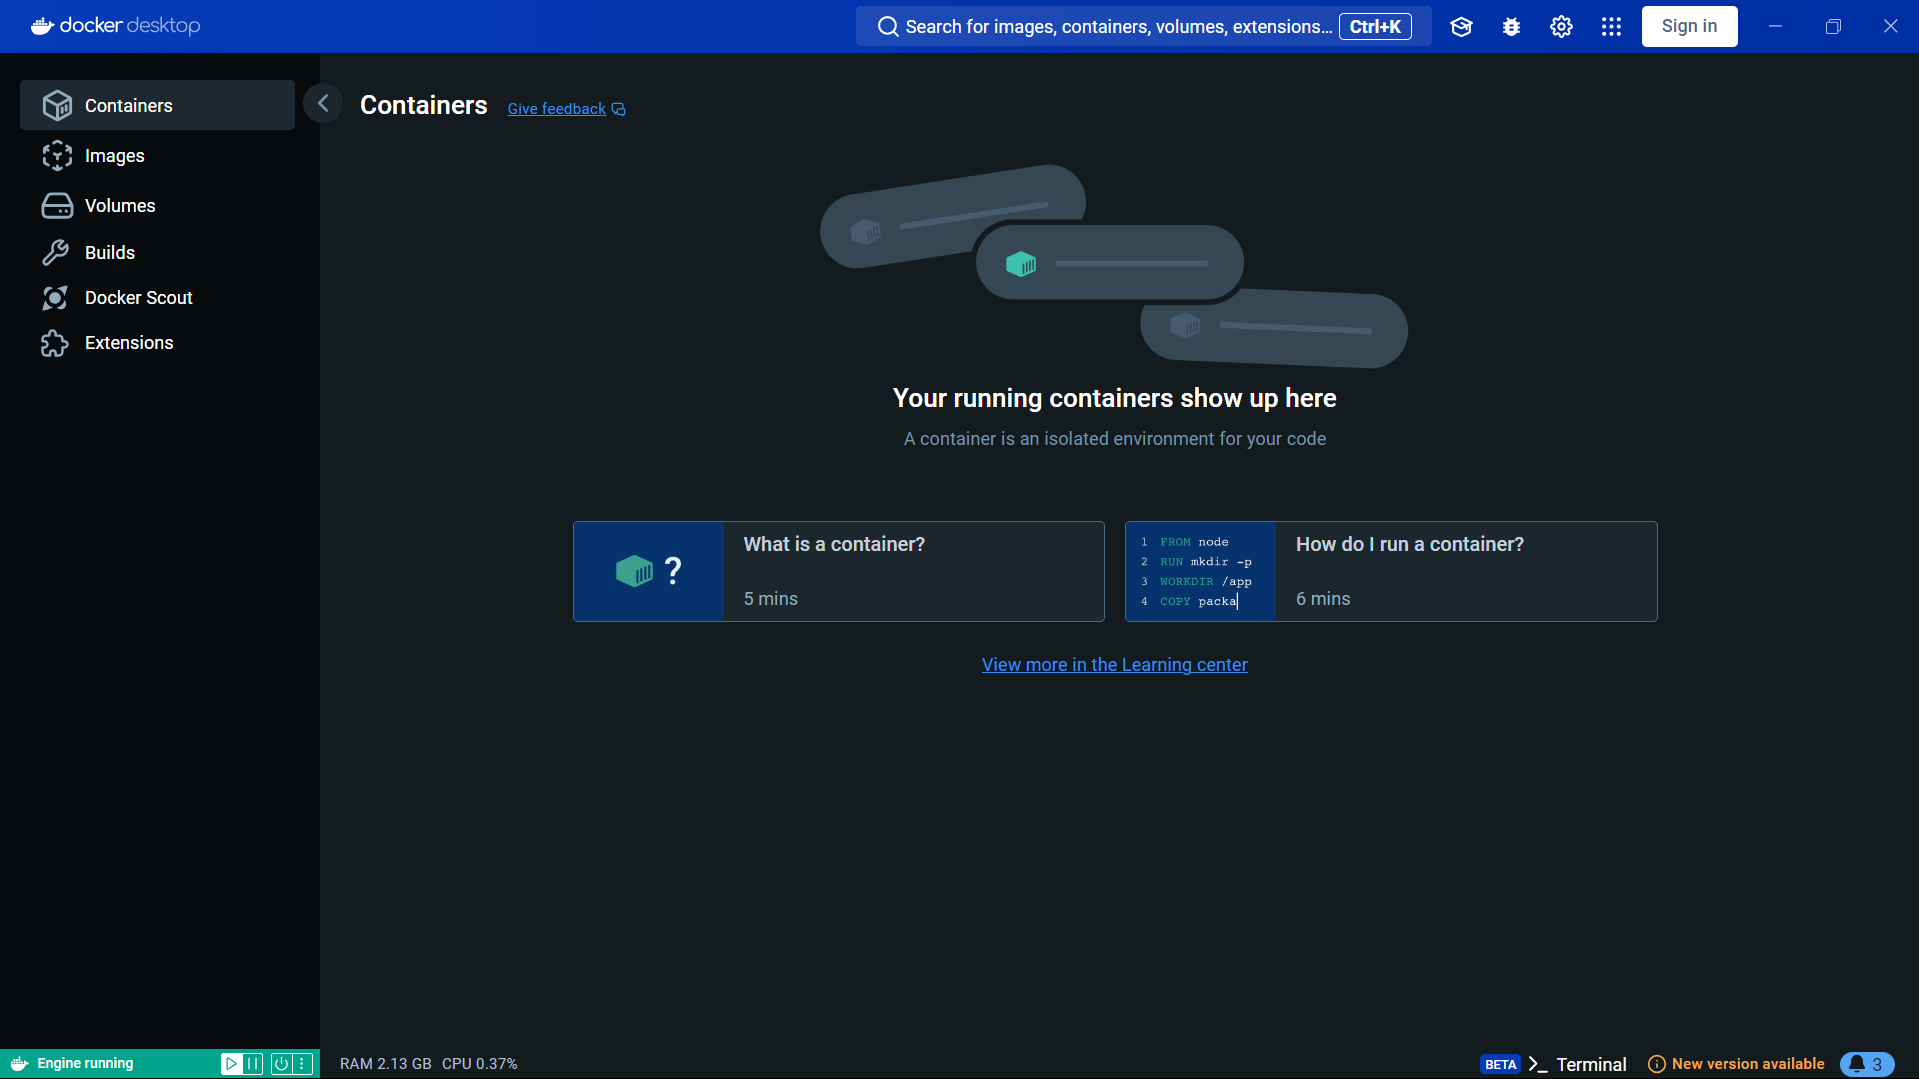 docker desktop
Search for images, containers, volumes, extensions... Ctrl+K
Sign in
Containers
Images
Volumes
Builds
Docker Scout
Extensions
Containers
Give feedback
Your running containers show up here
A container is an isolated environment for your code
?
What is a container?
5 mins
1 FROM node
2 RUN mkdir -p
3 WORKDIR /app
4 COPY packa
How do I run a container?
6 mins
View more in the Learning center
Engine running
RAM 2.13 GB CPU 0.37%
BETA >_ Terminal
New version available
3